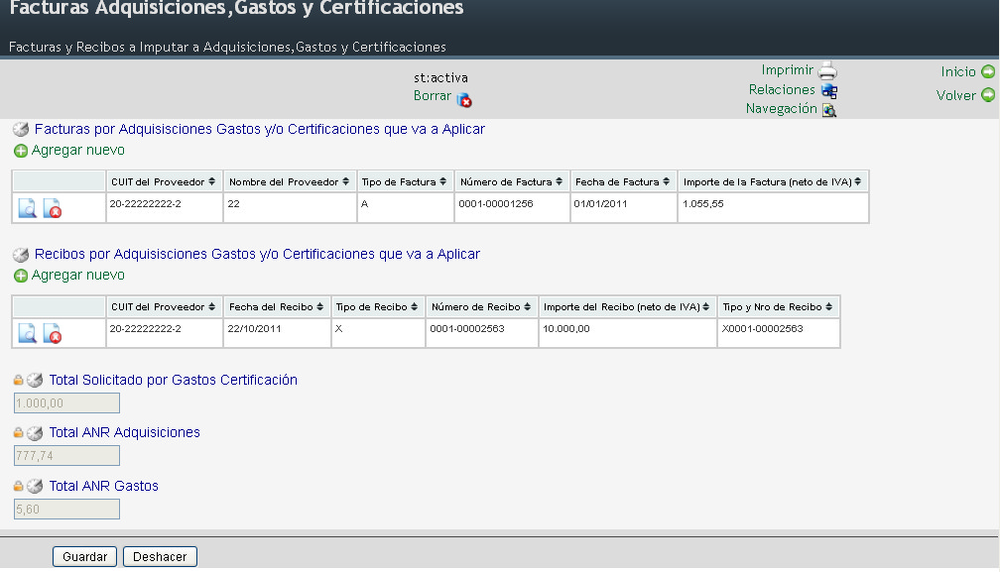 Facturas Adquisiciones,Gastos y Certificaciones
Facturas y Recibos a Imputar a Adquisiciones,Gastos y Certificaciones
st:activa
Borrar
Imprimir
Relaciones
Navegación
Inicio
Volver
Facturas por Adquisisciones Gastos y/o Certificaciones que va a Aplicar
Agregar nuevo
CUIT del Proveedor Nombre del Proveedor Tipo de Factura Número de Factura Fecha de Factura Importe de la Factura (neto de IVA)
20-22222222-2 22 A 0001-00001256 01/01/2011 1.055,55
Recibos por Adquisisciones Gastos y/o Certificaciones que va a Aplicar
Agregar nuevo
CUIT del Proveedor Fecha del Recibo Tipo de Recibo Número de Recibo Importe del Recibo (neto de IVA) Tipo y Nro de Recibo
20-22222222-2 22/10/2011 X 0001-00002563 10.000,00 X0001-00002563
Total Solicitado por Gastos Certificación
1.000,00
Total ANR Adquisiciones
777,74
Total ANR Gastos
5,60
Guardar Deshacer